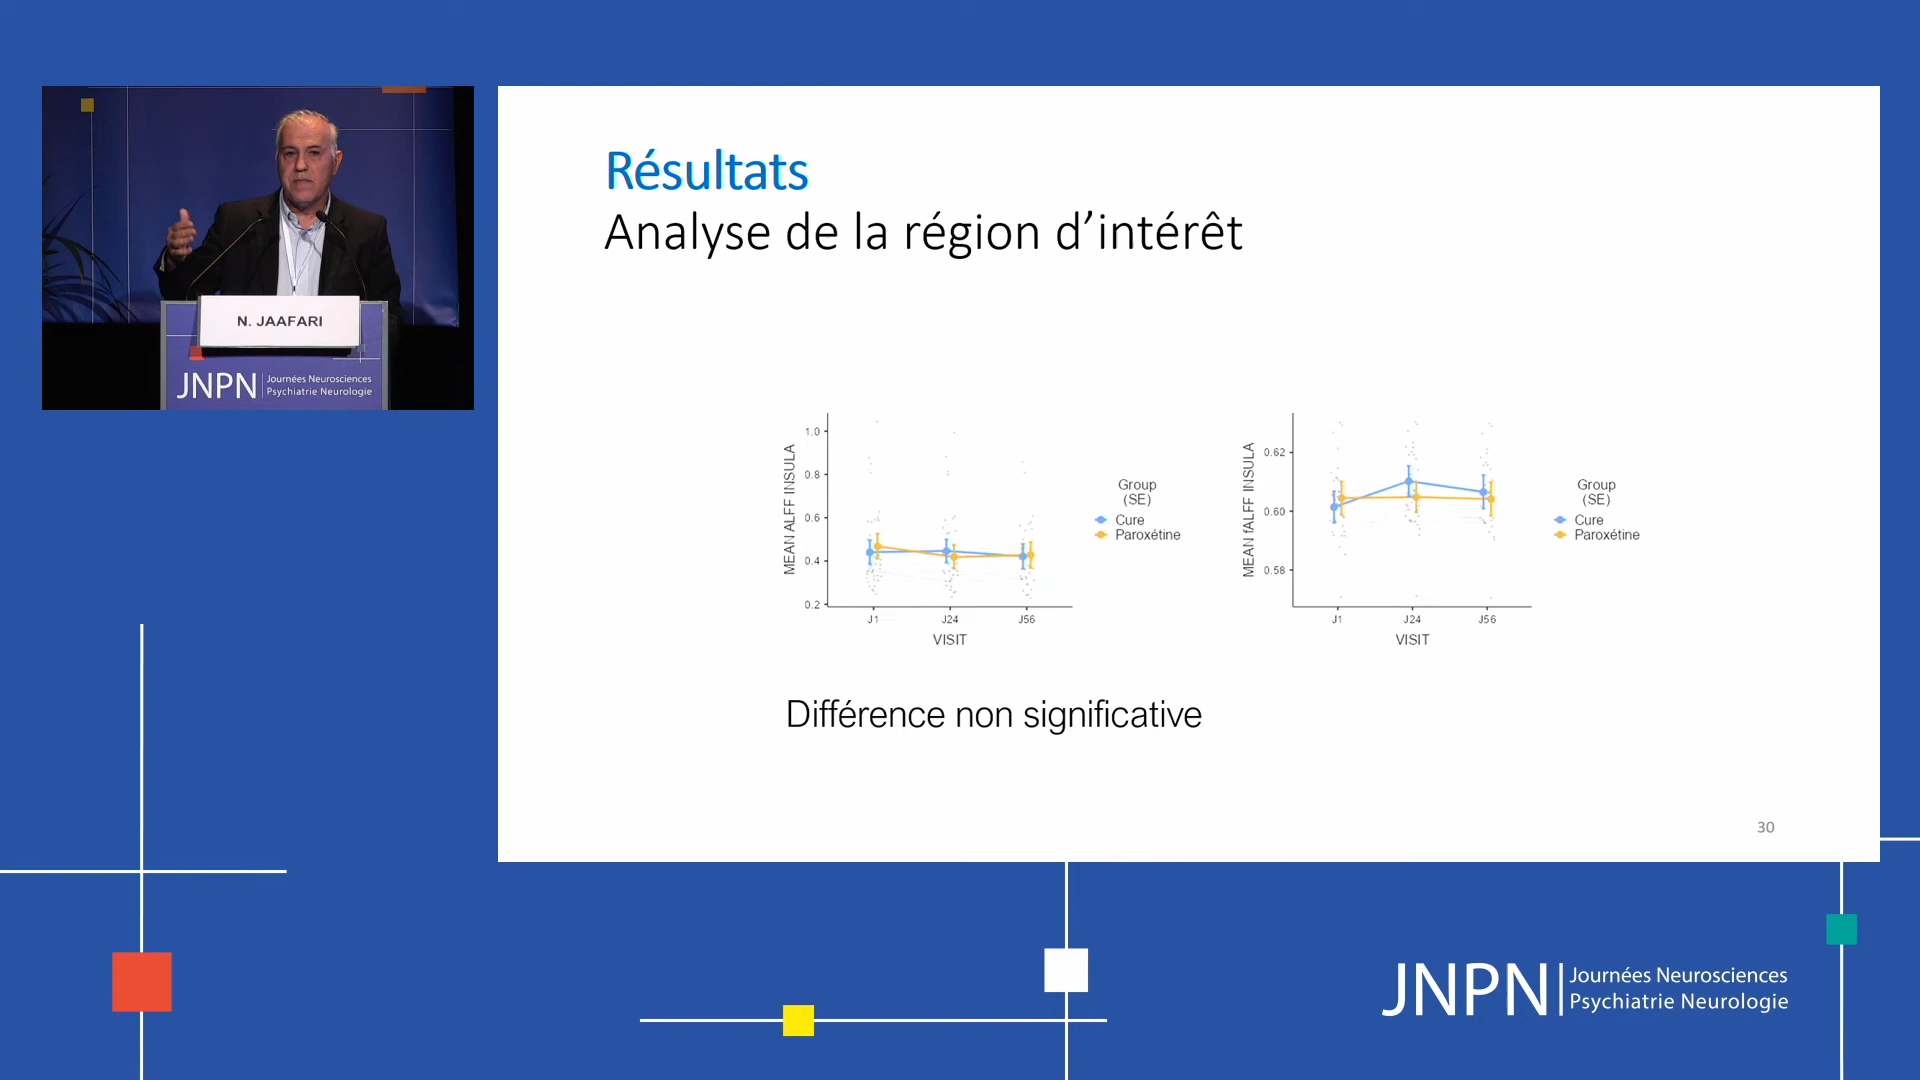 N. JAAFARI
JNPN
Journées Neurosciences
Psychiatrie Neurologie
Résultats
Analyse de la région d’intérêt
MEAN ALFF INSULA
1.0
0.8
0.6
0.4
0.2
J1
J24
J56
VISIT
Group
(SE)
Cure
Paroxétine
MEAN fALFF INSULA
0.62
0.60
0.58
J1
J24
J56
VISIT
Group
(SE)
Cure
Paroxétine
Différence non significative
30
JNPN
Journées Neurosciences
Psychiatrie Neurologie